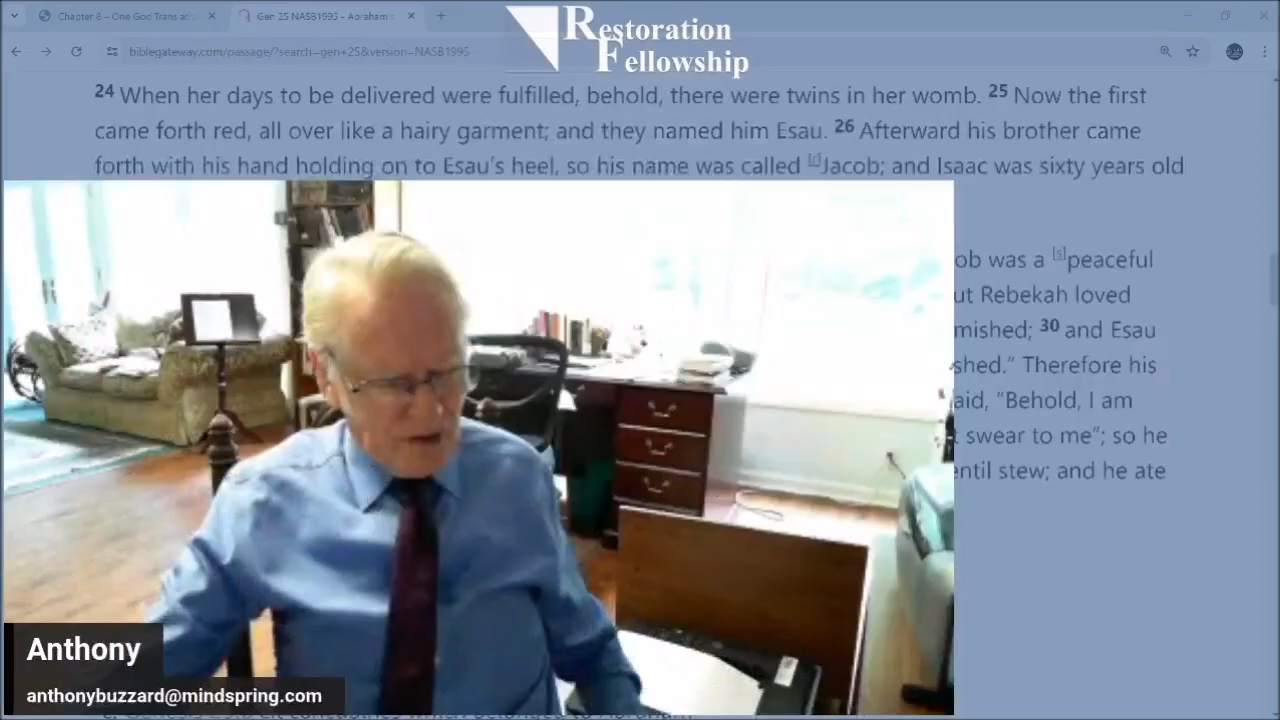 Chapter 8 – One God Translat
Gen 25 NASB1995 – Abraham's
Restoration
Fellowship
biblegateway.com/passage/?search=gen+25&version=NASB1995
24 When her days to be delivered were fulfilled, behold, there were twins in her womb. 25 Now the first
came forth red, all over like a hairy garment; and they named him Esau. 26 Afterward his brother came
forth with his hand holding on to Esau's heel, so his name was called [r]Jacob; and Isaac was sixty years old
ob was a [s]peaceful
ut Rebekah loved
mished; 30 and Esau
shed.” Therefore his
aid, “Behold, I am
t swear to me”; so he
entil stew; and he ate
Anthony
anthonybuzzard@mindspring.com